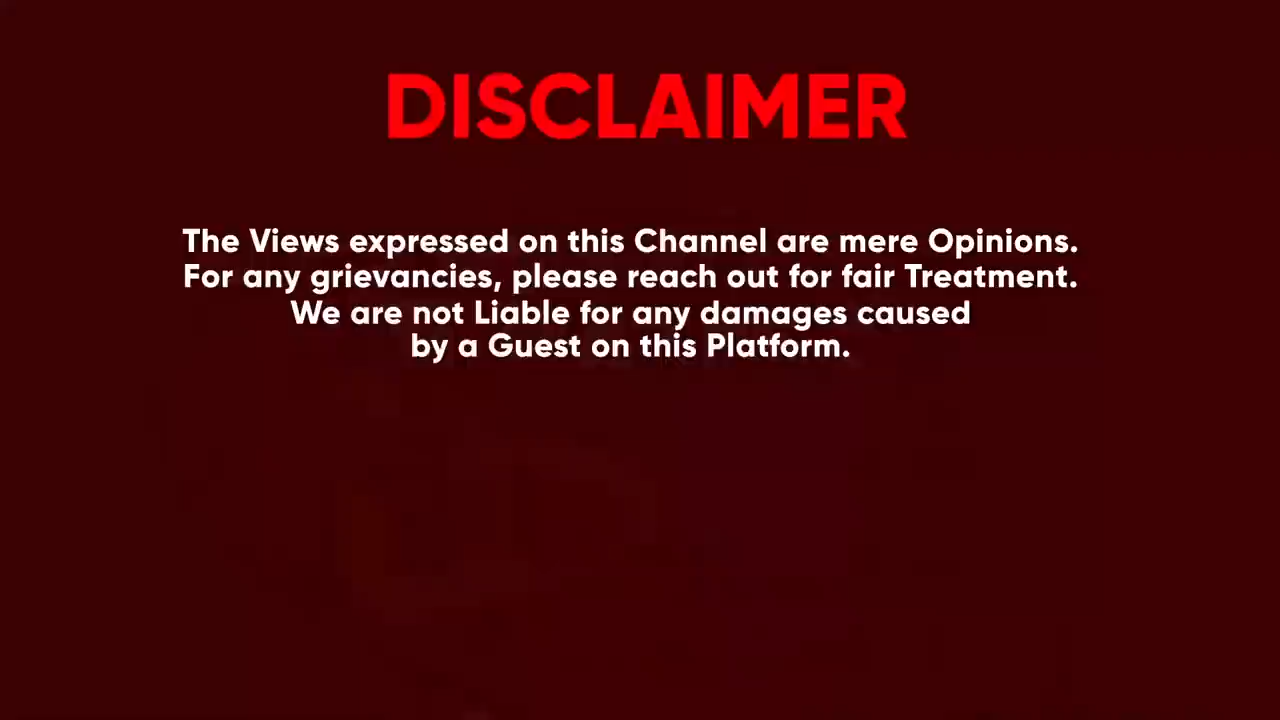 DISCLAIMER
The Views expressed on this Channel are mere Opinions.
For any grievancies, please reach out for fair Treatment.
We are not Liable for any damages caused
by a Guest on this Platform.